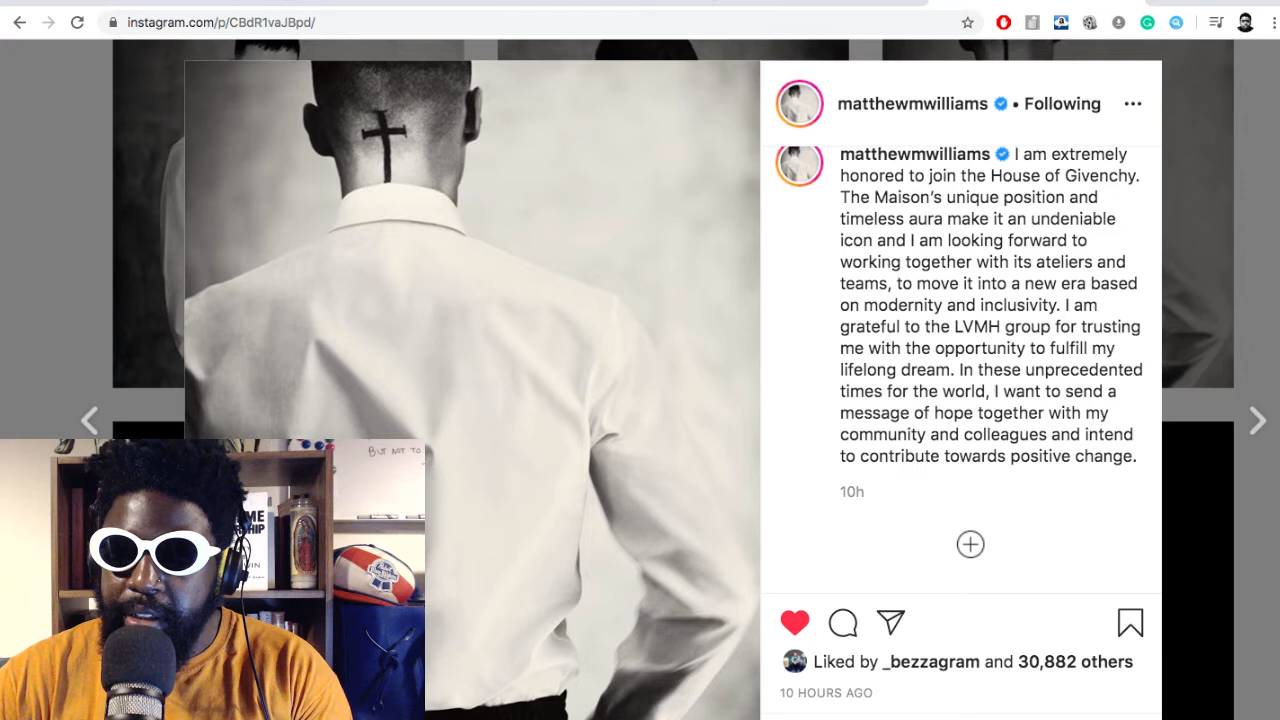 instagram.com/p/CBdR1vaJBpd/
matthewmwilliams • Following •••
matthewmwilliams I am extremely
honored to join the House of Givenchy.
The Maison’s unique position and
timeless aura make it an undeniable
icon and I am looking forward to
working together with its ateliers and
teams, to move it into a new era based
on modernity and inclusivity. I am
grateful to the LVMH group for trusting
me with the opportunity to fulfill my
lifelong dream. In these unprecedented
times for the world, I want to send a
message of hope together with my
community and colleagues and intend
to contribute towards positive change.
10h
Liked by _bezzagram and 30,882 others
10 HOURS AGO
BUT NOT TO